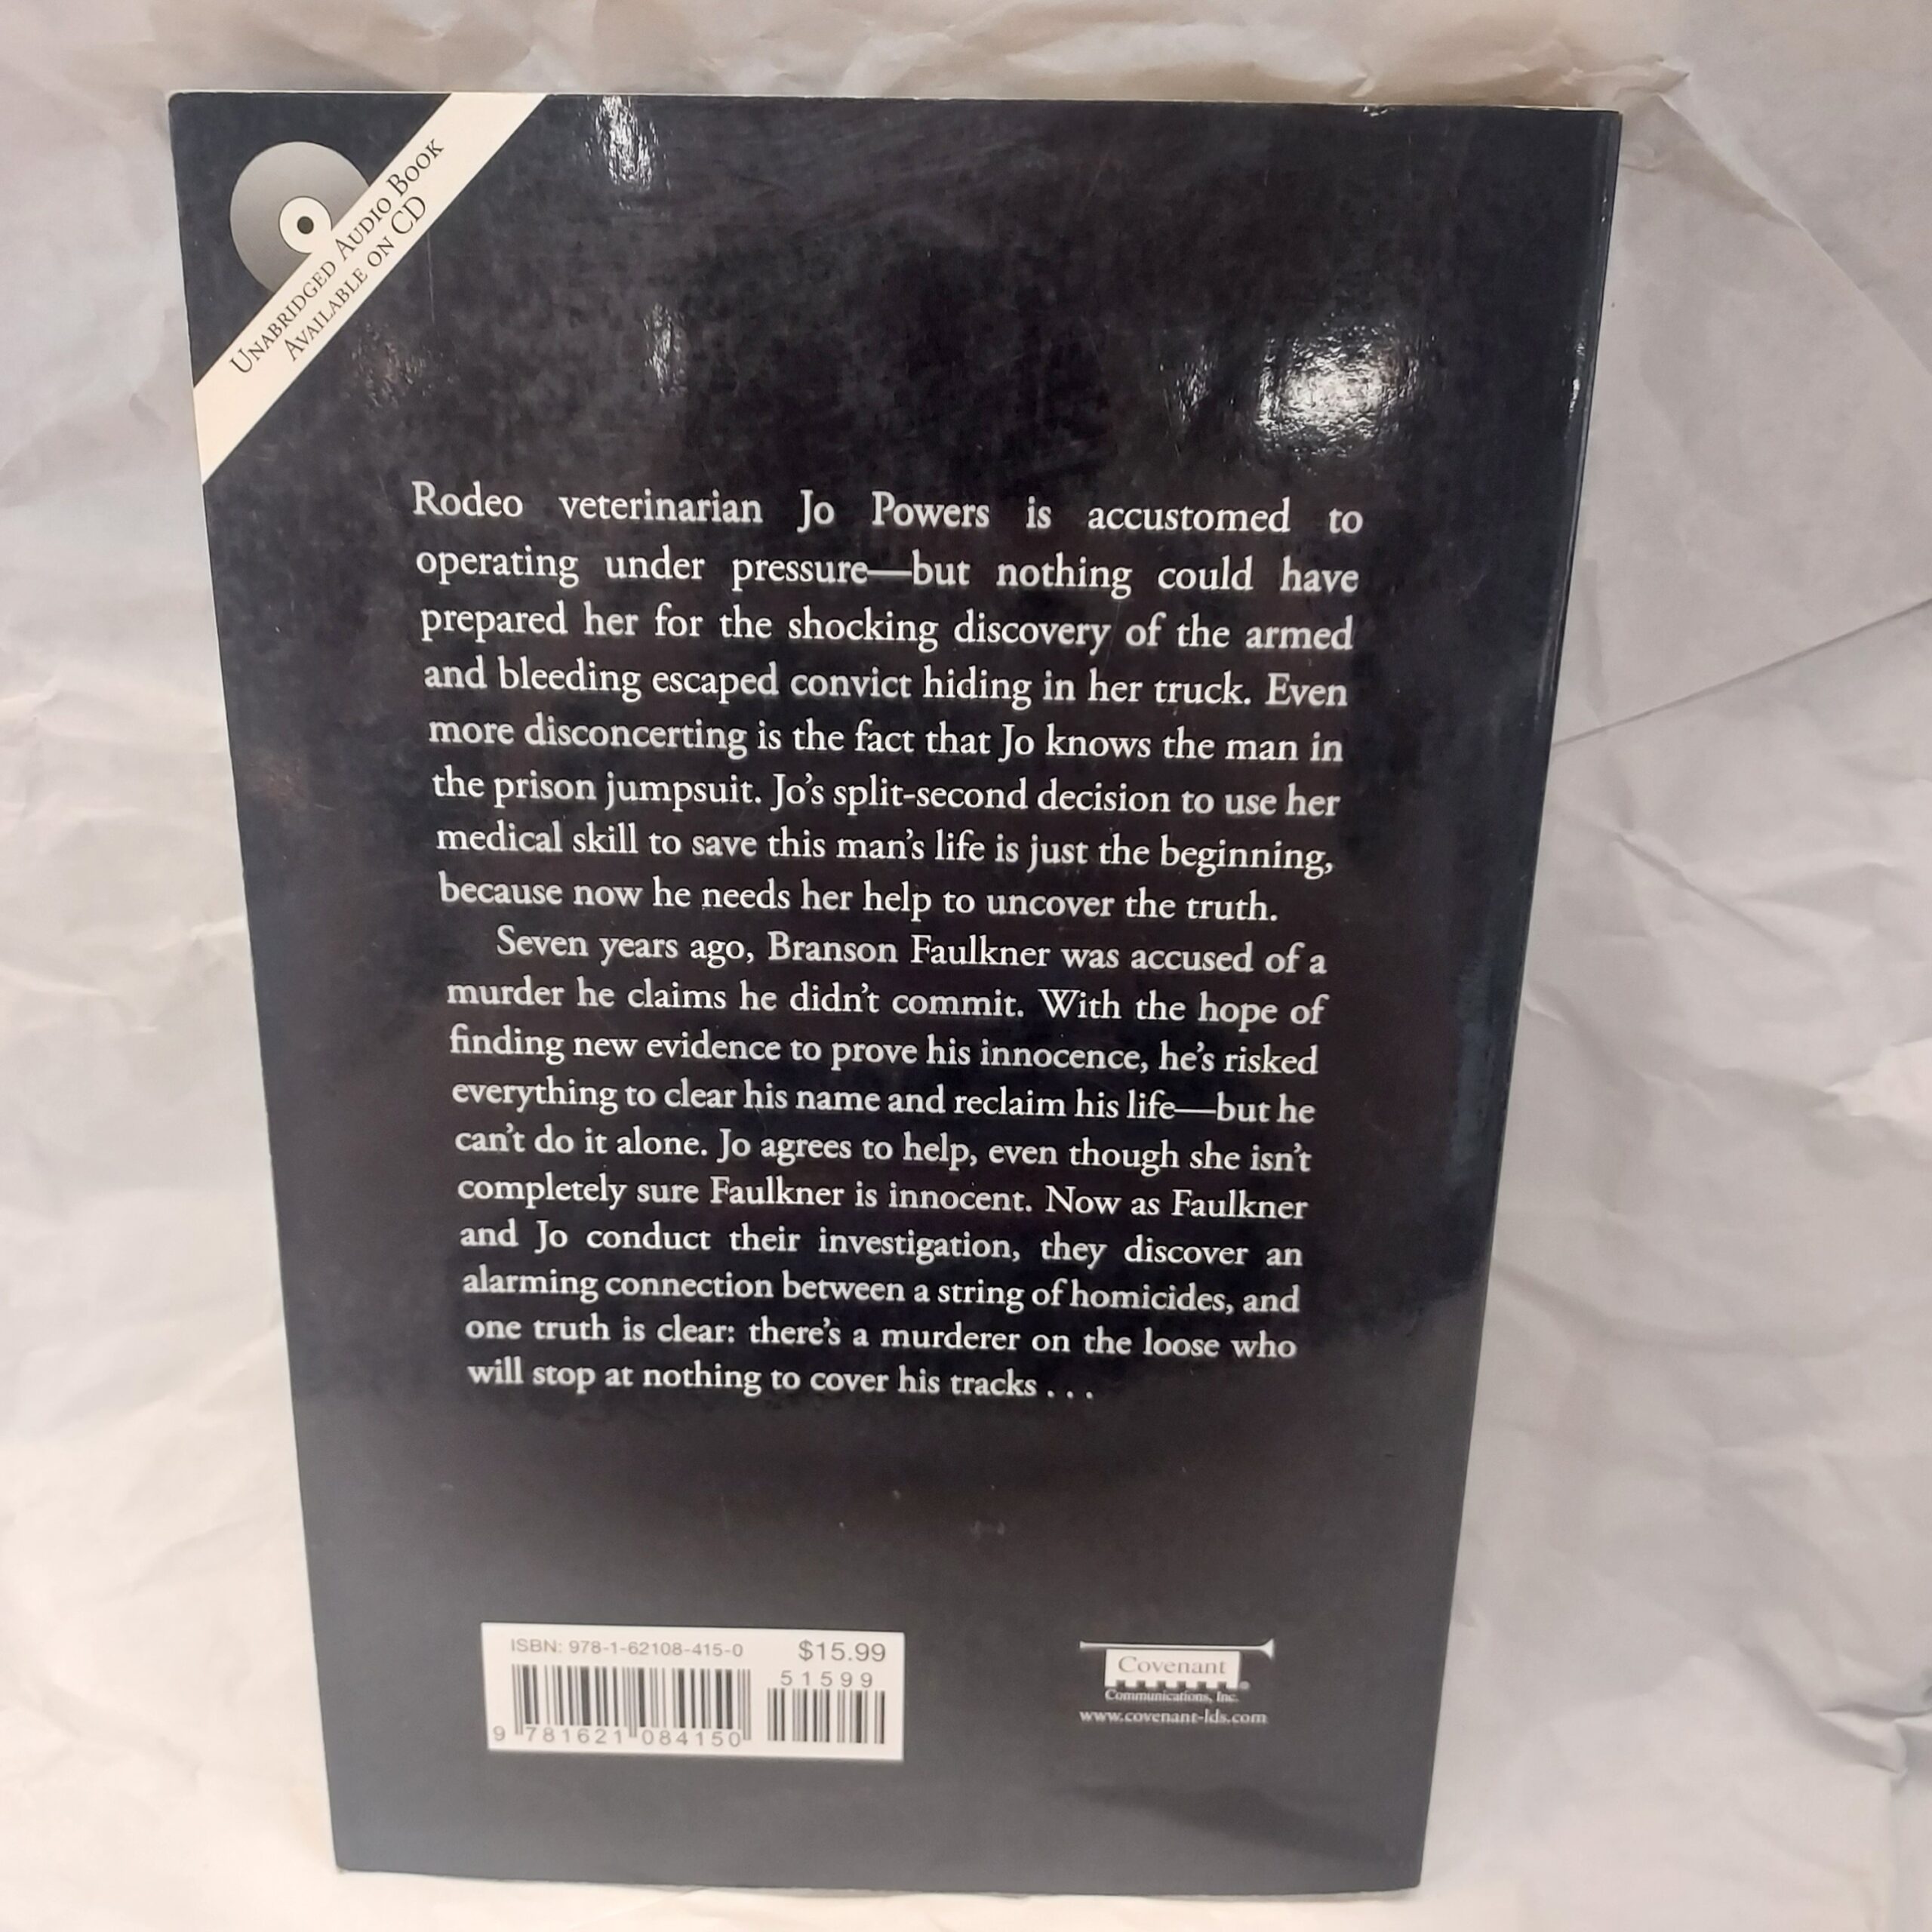 UNABRIDGED AUDIO BOOK
AVAILABLE ON CD
Rodeo veterinarian Jo Powers is accustomed to
operating under pressure—but nothing could have
prepared her for the shocking discovery of the armed
and bleeding escaped convict hiding in her truck. Even
more disconcerting is the fact that Jo knows the man in
the prison jumpsuit. Jo's split-second decision to use her
medical skill to save this man's life is just the beginning,
because now he needs her help to uncover the truth.
Seven years ago, Branson Faulkner was accused of a
murder he claims he didn't commit. With the hope of
finding new evidence to prove his innocence, he's risked
everything to clear his name and reclaim his life—but he
can't do it alone. Jo agrees to help, even though she isn't
completely sure Faulkner is innocent. Now as Faulkner
and Jo conduct their investigation, they discover an
alarming connection between a string of homicides, and
one truth is clear: there's a murderer on the loose who
will stop at nothing to cover his tracks . . .
ISBN: 978-1-62108-415-0 $15.99
51599
9 781621 084150
Covenant
Communications, Inc.
www.covenant-lds.com